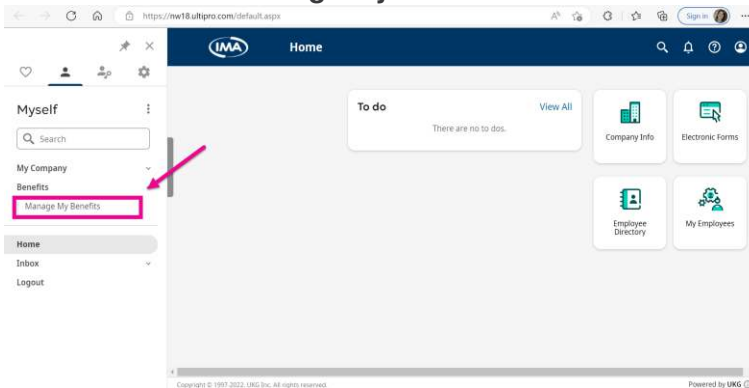 https://nw18.ultipro.com/default.aspx
Sign in
IMA
Home
Myself
Search
My Company
Benefits
Manage My Benefits
Home
Inbox
Logout
To do
View All
There are no to dos.
Company Info
Electronic Forms
Employee
Directory
My Employees
Copyright © 1997-2022. UKG Inc. All rights reserved.
Powered by UKG